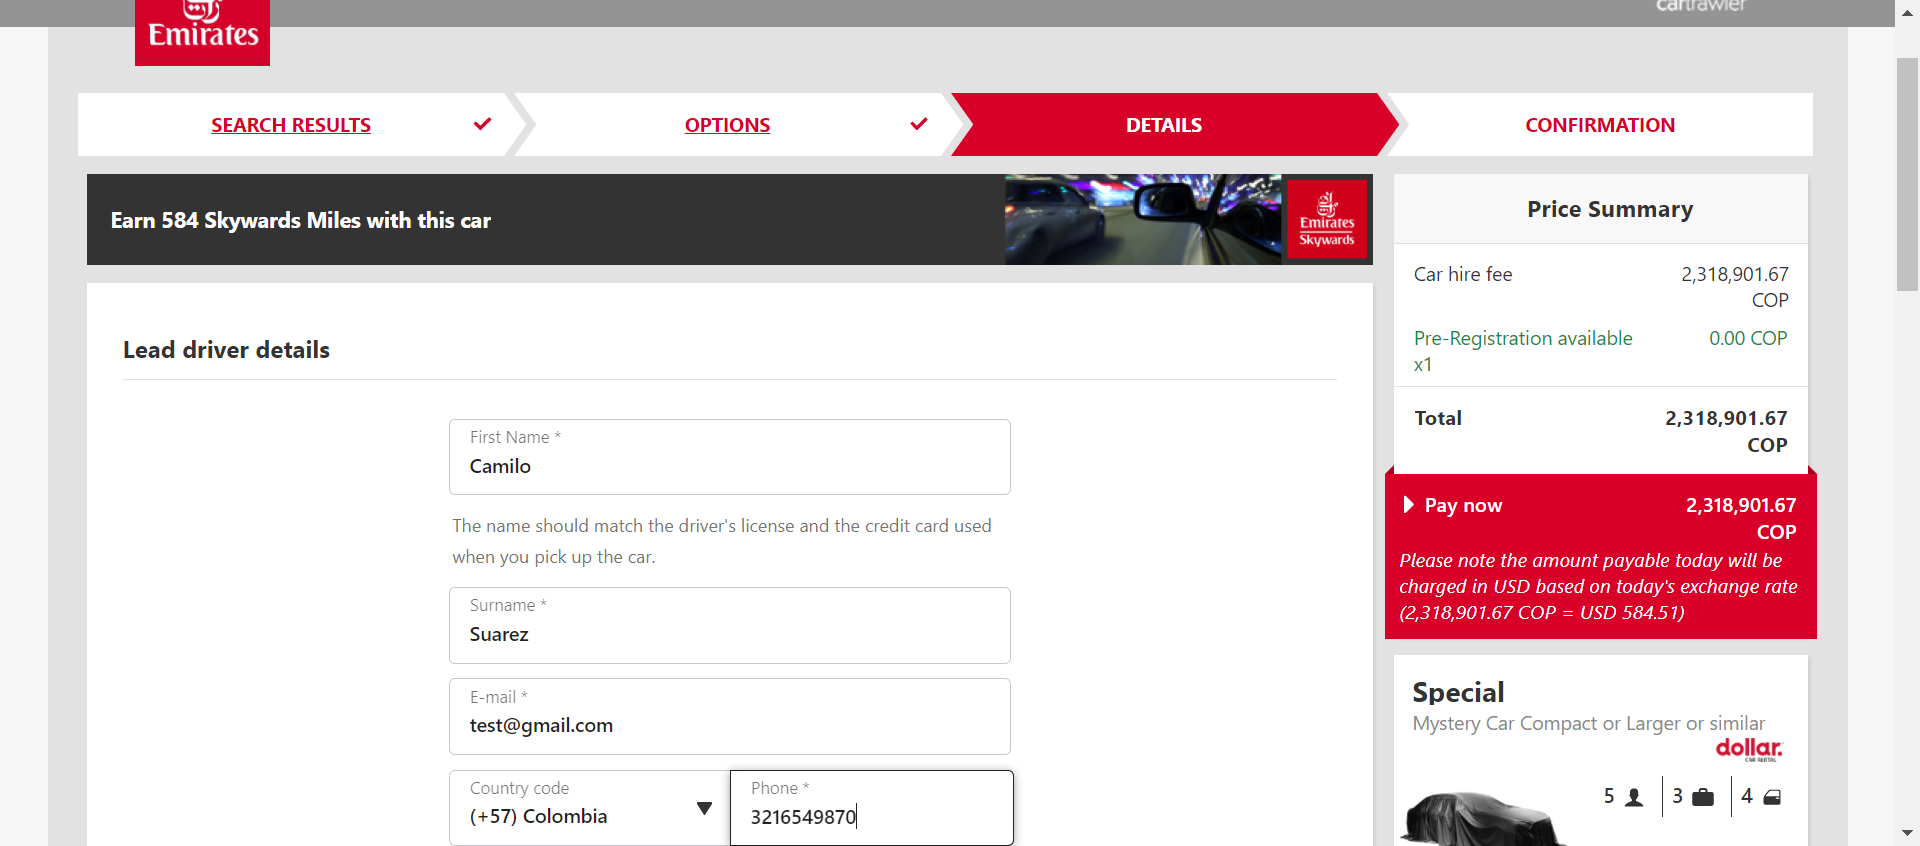 cartrawler
Emirates
SEARCH RESULTS
OPTIONS
DETAILS
CONFIRMATION
Earn 584 Skywards Miles with this car
Emirates
Skywards
Lead driver details
First Name *
Camilo
The name should match the driver's license and the credit card used
when you pick up the car.
Surname *
Suarez
E-mail *
test@gmail.com
Country code
(+57) Colombia
Phone *
3216549870
Price Summary
Car hire fee 2,318,901.67
COP
Pre-Registration available 0.00 COP
x1
Total 2,318,901.67
COP
Pay now 2,318,901.67
COP
Please note the amount payable today will be
charged in USD based on today's exchange rate
(2,318,901.67 COP = USD 584.51)
Special
Mystery Car Compact or Larger or similar
dollar.
CAR RENTAL
5 3 4